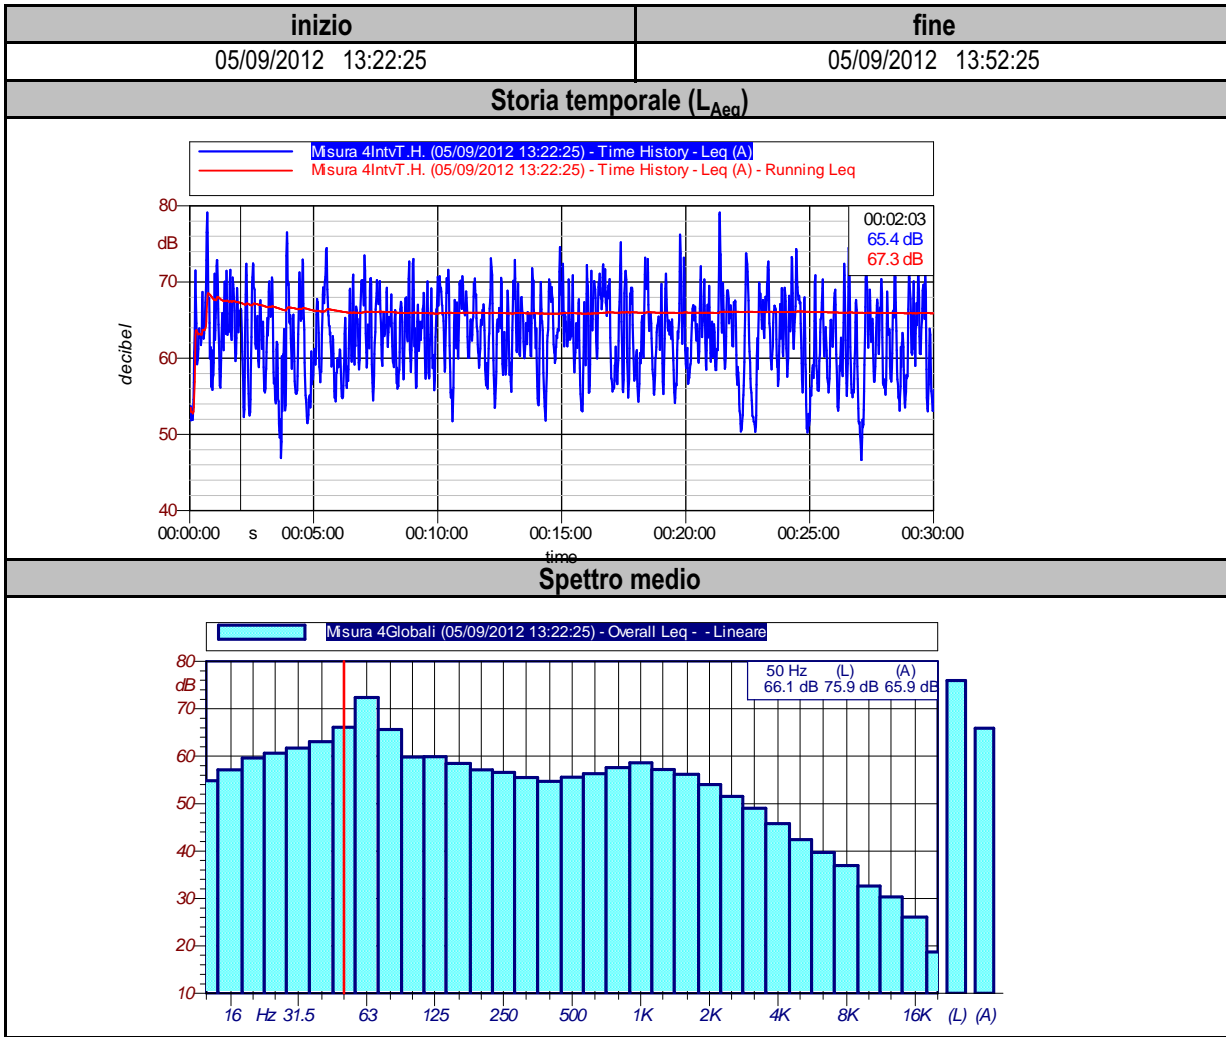 inizio fine
05/09/2012 13:22:25 05/09/2012 13:52:25
Storia temporale (LAeq)
Misura 4IntvT.H. (05/09/2012 13:22:25) - Time History - Leq (A)
Misura 4IntvT.H. (05/09/2012 13:22:25) - Time History - Leq (A) - Running Leq
80
dB
70
60
50
40
decibel
00:02:03
65.4 dB
67.3 dB
00:00:00 s 00:05:00 00:10:00 00:15:00 00:20:00 00:25:00 00:30:00
time
Spettro medio
Misura 4Globali (05/09/2012 13:22:25) - Overall Leq - - Lineare
80
dB
70
60
50
40
30
20
10
50 Hz (L) (A)
66.1 dB 75.9 dB 65.9 dB
16 Hz 31.5 63 125 250 500 1K 2K 4K 8K 16K (L) (A)